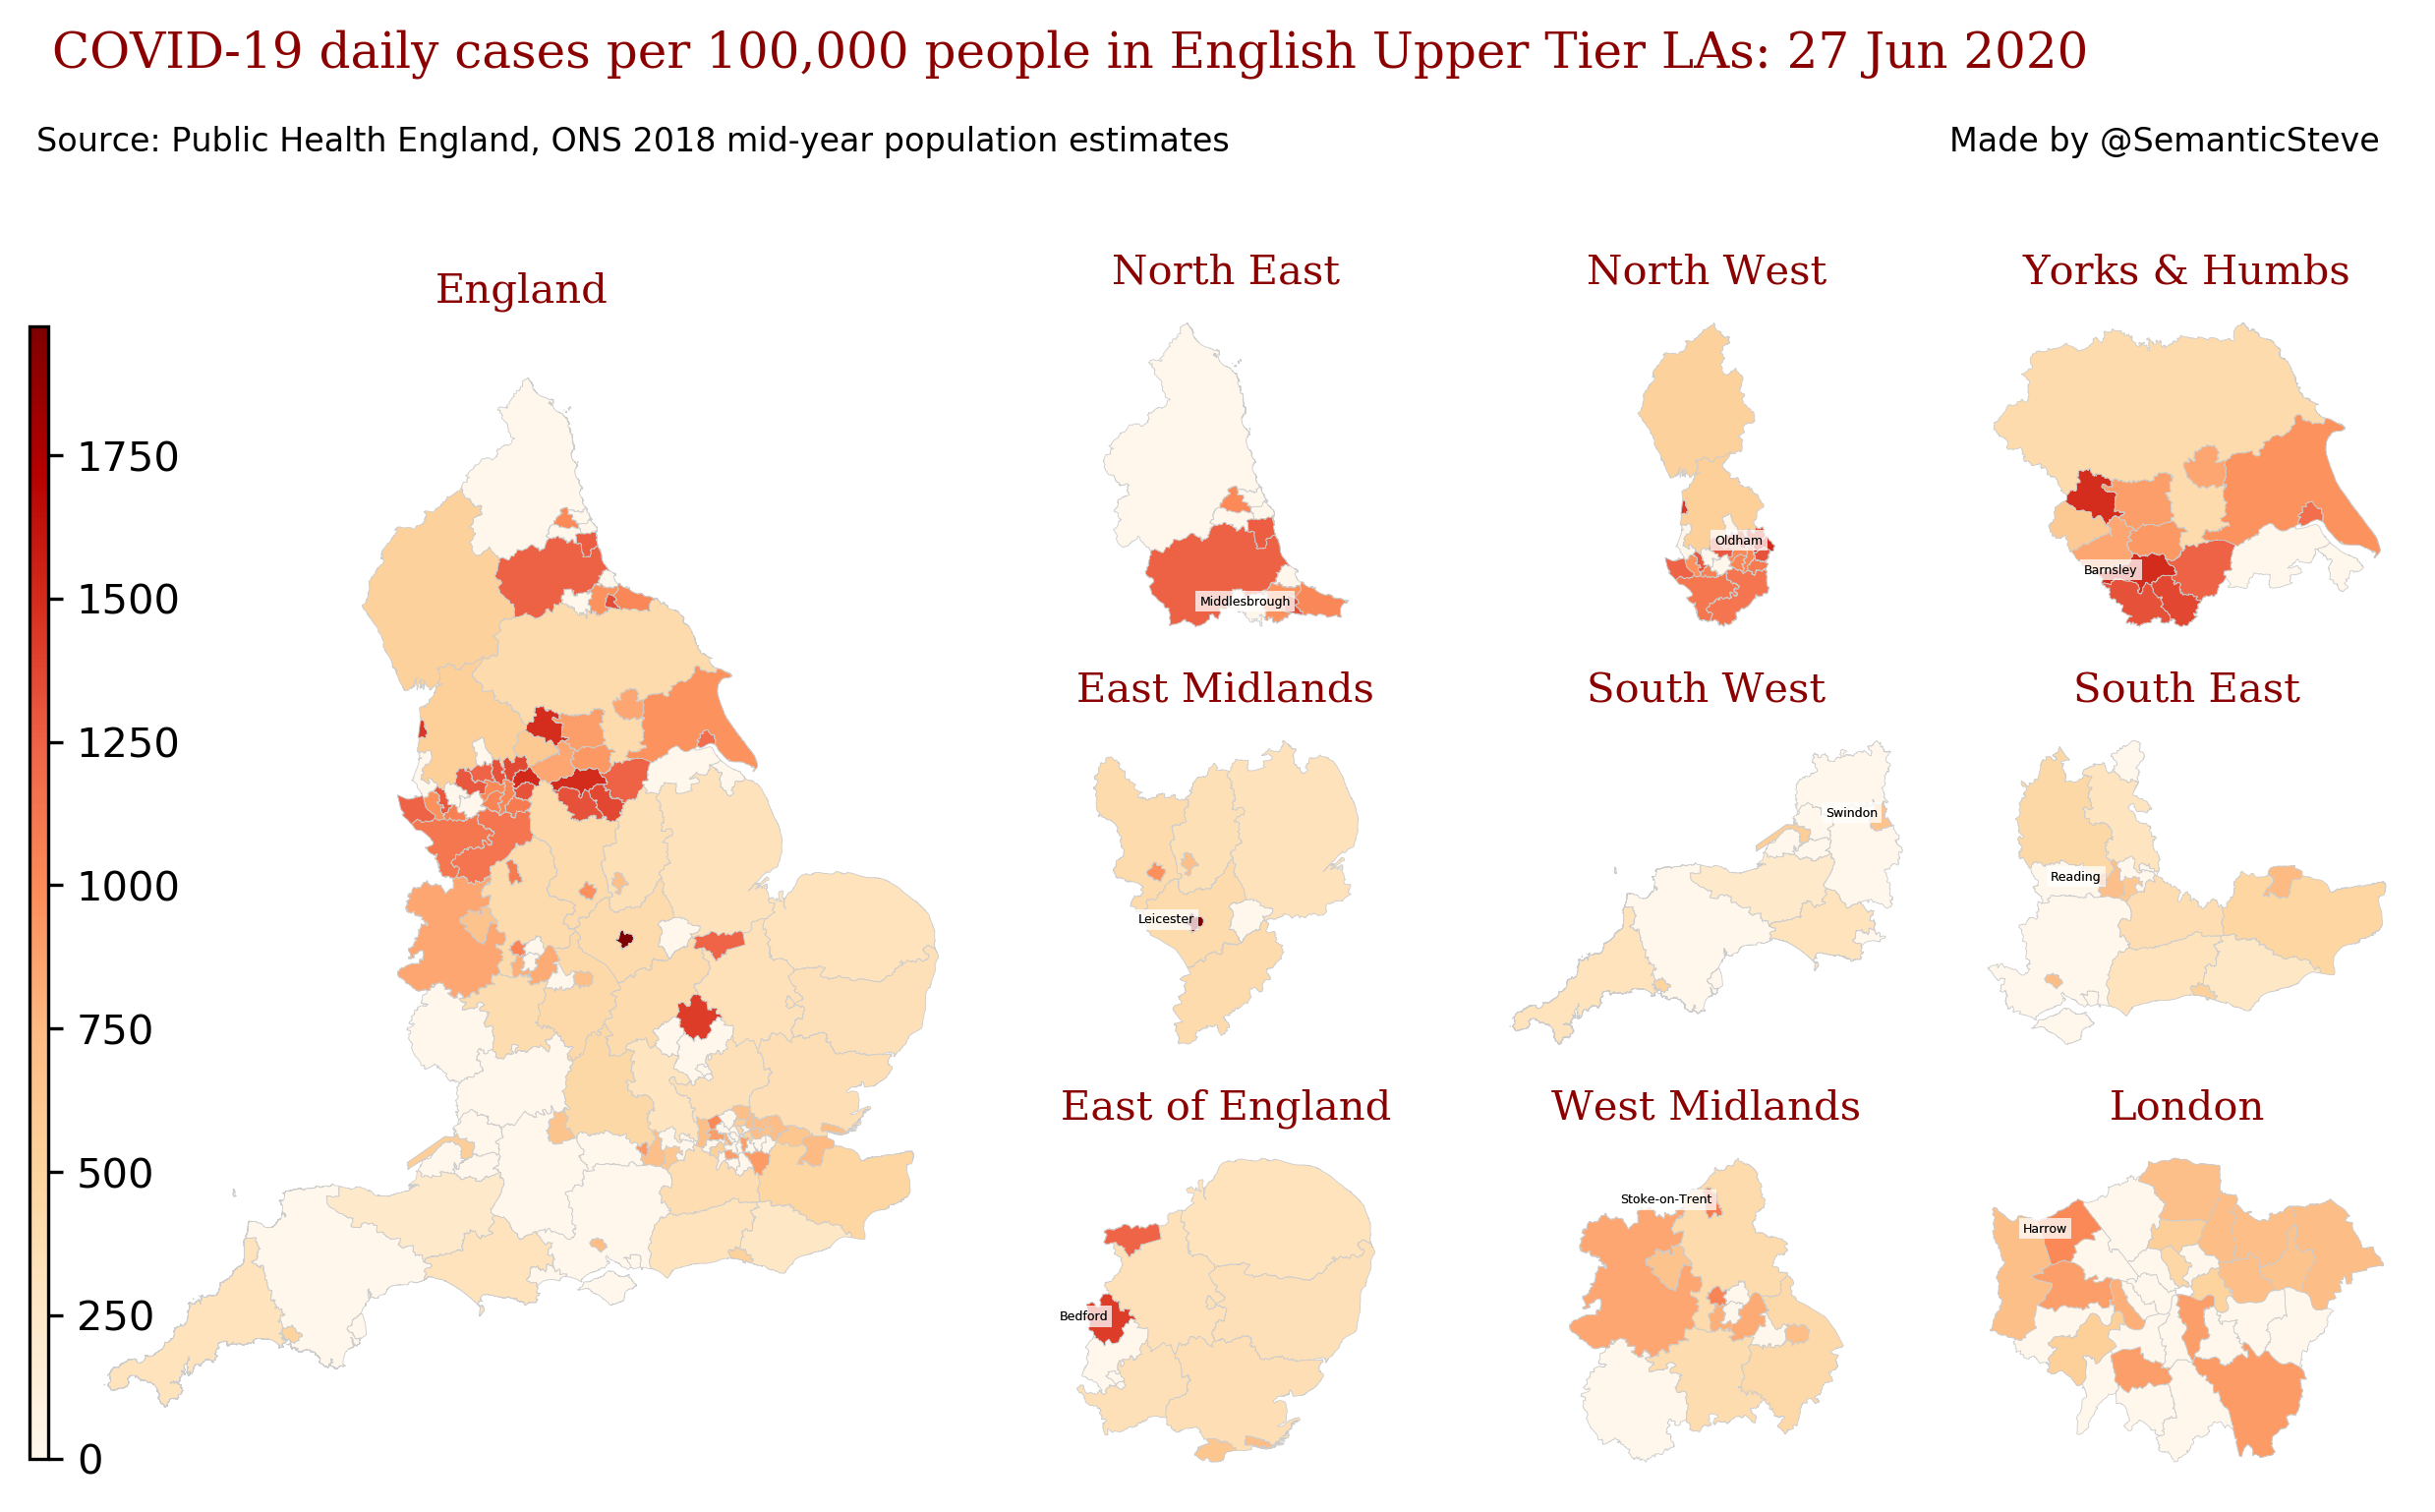 COVID-19 daily cases per 100,000 people in English Upper Tier LAs: 27 Jun 2020
Source: Public Health England, ONS 2018 mid-year population estimates
Made by @SemanticSteve
England
1750
1500
1250
1000
750
500
250
0
North East
Middlesbrough
North West
Oldham
Yorks & Humbs
Barnsley
East Midlands
Leicester
South West
Swindon
South East
Reading
East of England
Bedford
West Midlands
Stoke-on-Trent
London
Harrow